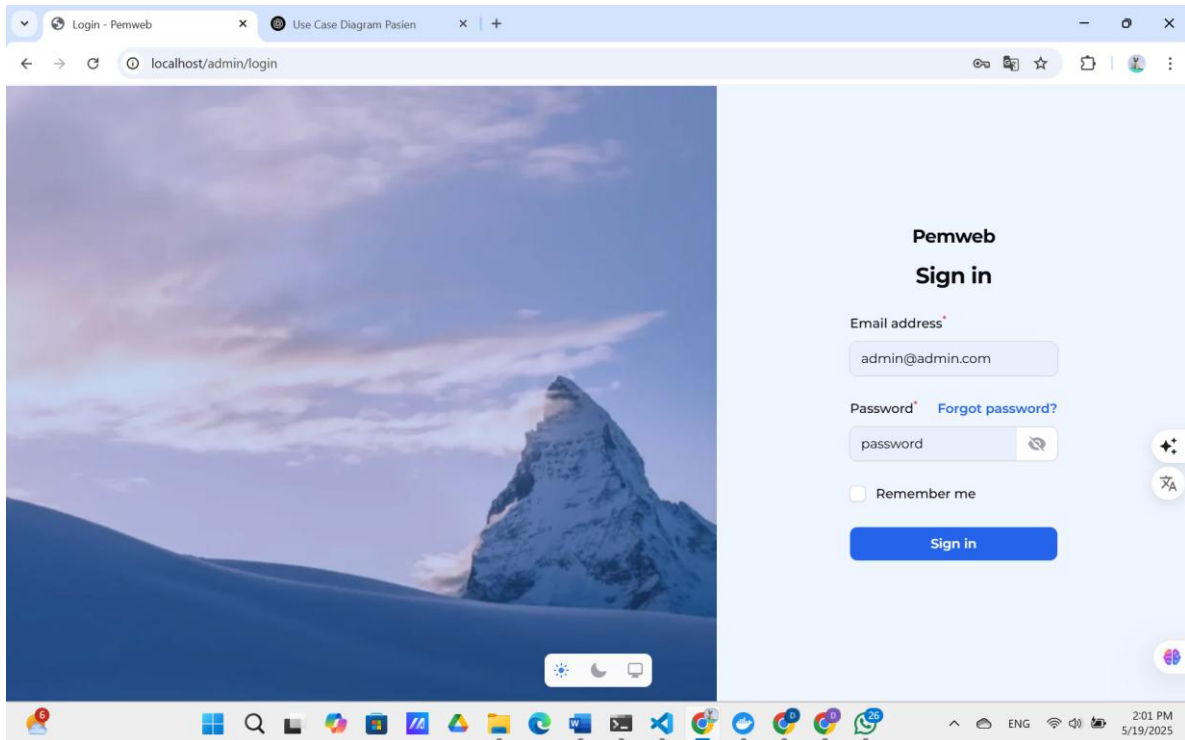 Login - Pemweb
Use Case Diagram Pasien
localhost/admin/login
Pemweb
Sign in
Email address*
admin@admin.com
Password* Forgot password?
password
Remember me
Sign in
6
26
ENG
2:01 PM
5/19/2025